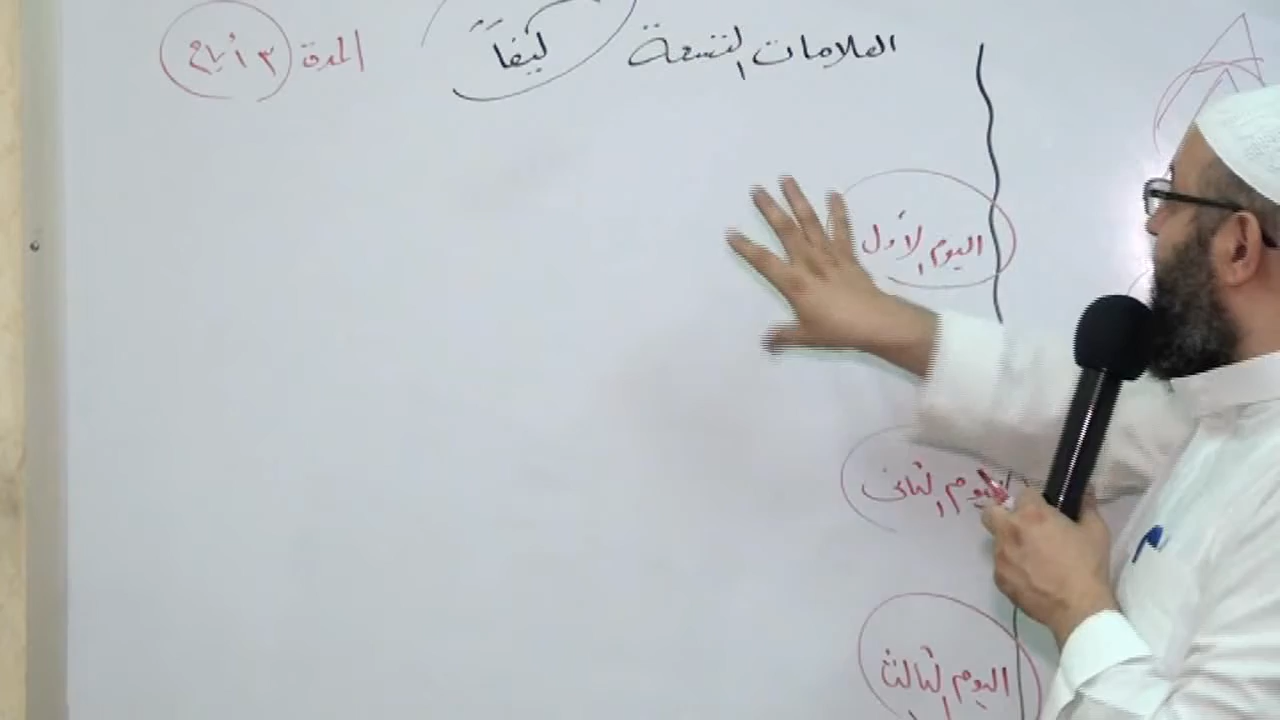 العلامات التسعة كيفاً المدة ٣ أيام
اليوم الأول
اليوم الثاني
اليوم الثالث